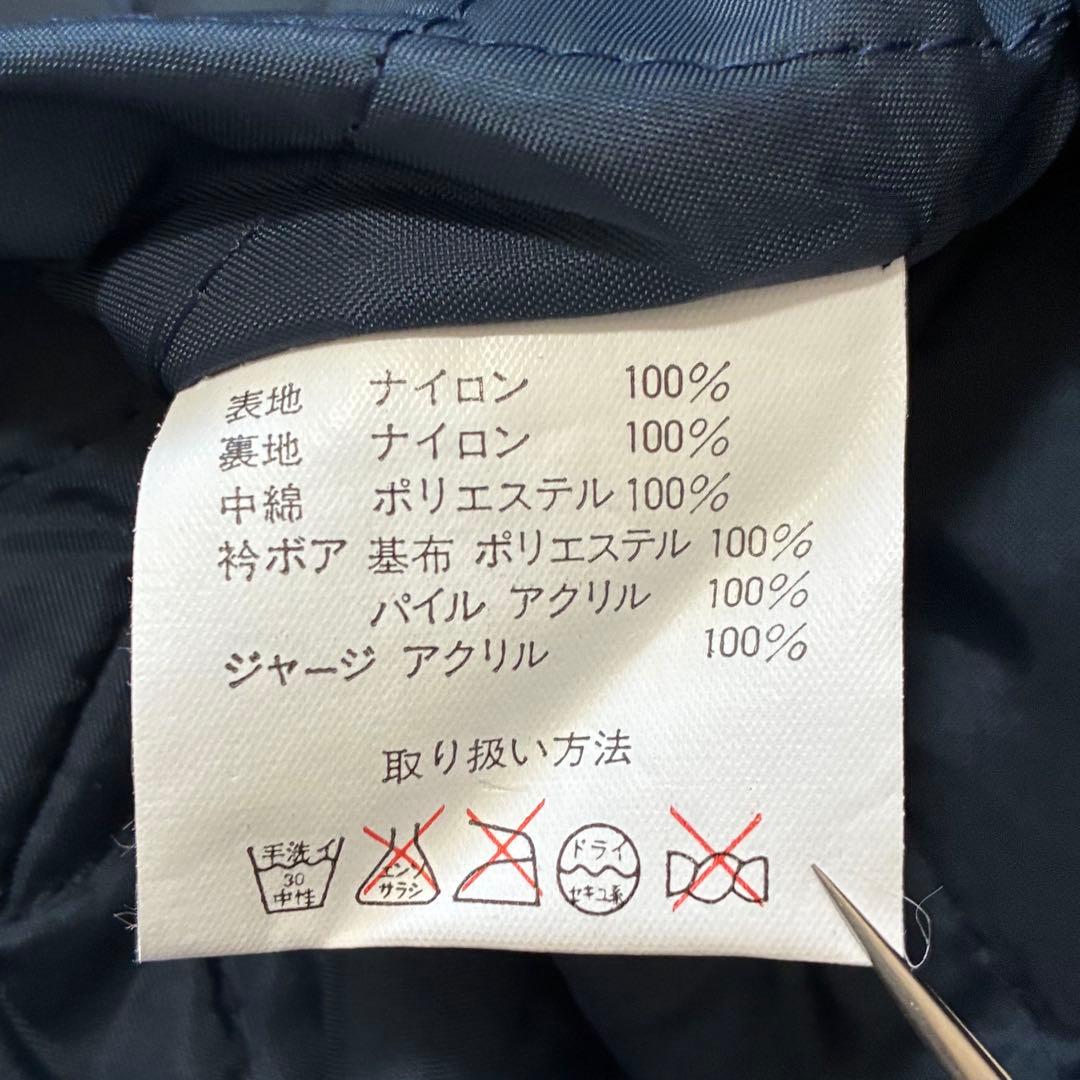 表地 ナイロン 100%
裏地 ナイロン 100%
中綿 ポリエステル 100%
衿ボア 基布 ポリエステル 100%
パイル アクリル 100%
ジャージ アクリル 100%
取り扱い方法
手洗イ
30
中性
エンソ
サラシ
ドライ
セキユ系